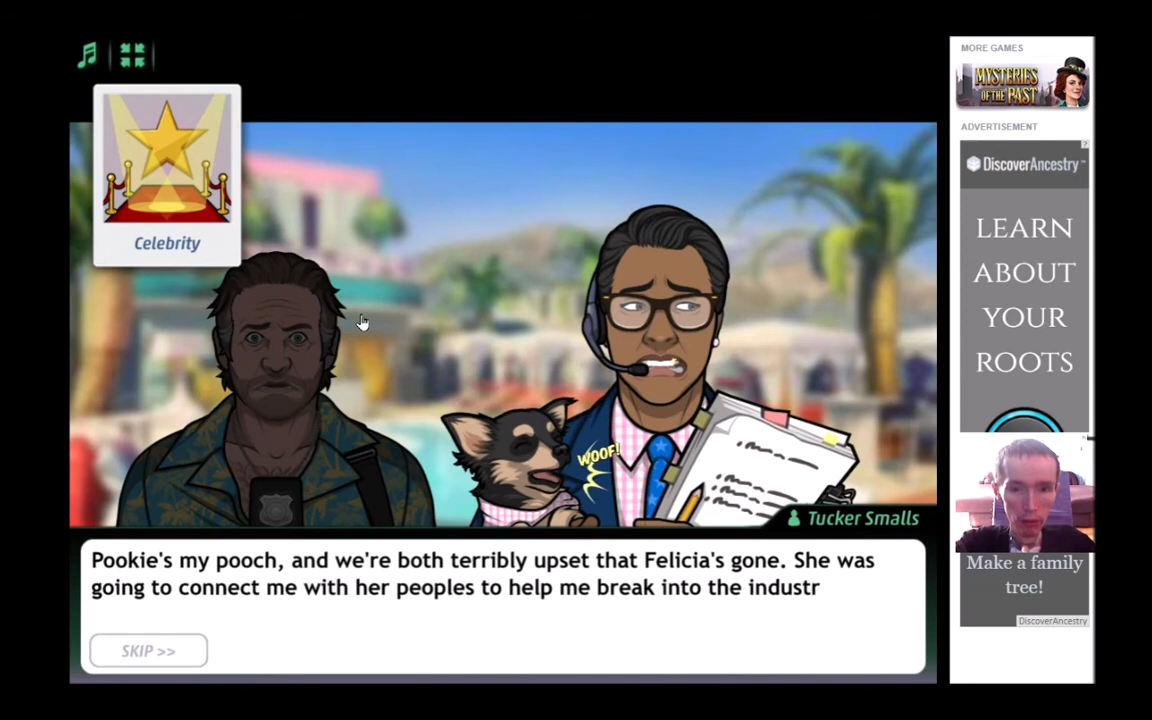 MORE GAMES
MYSTERIES
OF THE PAST
ADVERTISEMENT
DiscoverAncestry™
Celebrity
LEARN
ABOUT
YOUR
ROOTS
WOOF!
Tucker Smalls
Pookie's my pooch, and we're both terribly upset that Felicia's gone. She was
going to connect me with her peoples to help me break into the industr
Make a family
tree!
DiscoverAncestry
SKIP >>